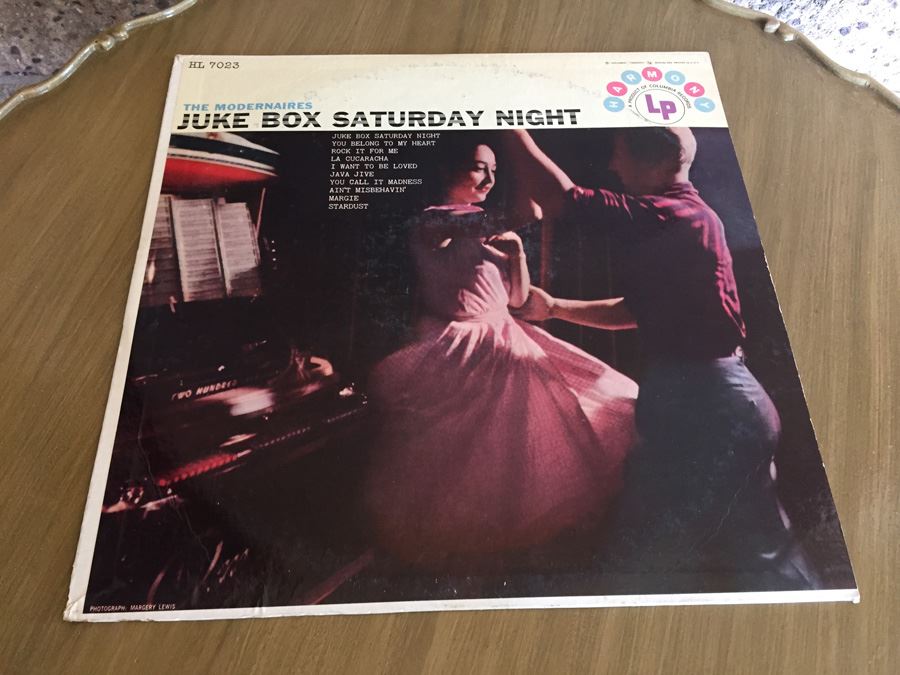 HL 7023
HARMONY
A PRODUCT OF COLUMBIA RECORDS
LP
THE MODERNAIRES
JUKE BOX SATURDAY NIGHT
JUKE BOX SATURDAY NIGHT
YOU BELONG TO MY HEART
ROCK IT FOR ME
LA CUCARACHA
I WANT TO BE LOVED
JAVA JIVE
YOU CALL IT MADNESS
AIN'T MISBEHAVIN'
MARGIE
STARDUST
TWO HUNDRED
PHOTOGRAPH: MARGERY LEWIS